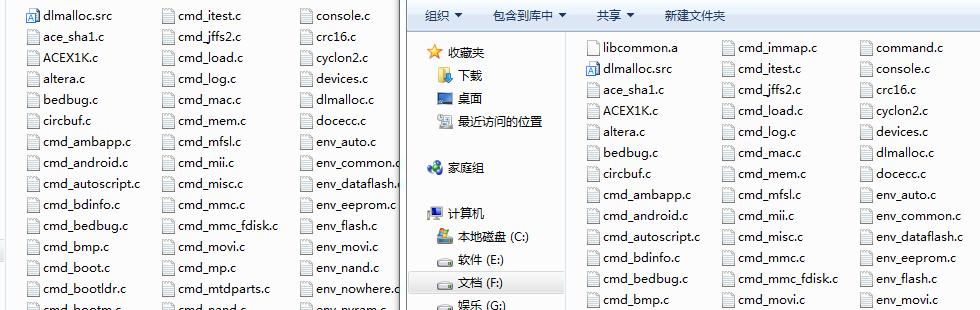 dlmalloc.src
ace_sha1.c
ACEX1K.c
altera.c
bedbug.c
circbuf.c
cmd_ambapp.c
cmd_android.c
cmd_autoscript.c
cmd_bdinfo.c
cmd_bedbug.c
cmd_bmp.c
cmd_boot.c
cmd_bootldr.c
cmd_bootm.c
cmd_itest.c
cmd_jffs2.c
cmd_load.c
cmd_log.c
cmd_mac.c
cmd_mem.c
cmd_mfsl.c
cmd_mii.c
cmd_misc.c
cmd_mmc.c
cmd_mmc_fdisk.c
cmd_movi.c
cmd_mp.c
cmd_mtdparts.c
cmd_nand.c
console.c
crc16.c
cyclon2.c
devices.c
dlmalloc.c
docecc.c
env_auto.c
env_common.c
env_dataflash.c
env_eeprom.c
env_flash.c
env_movi.c
env_nand.c
env_nowhere.c
env_nvram.c
组织 包含到库中 共享 新建文件夹
收藏夹
下载
桌面
最近访问的位置
家庭组
计算机
本地磁盘 (C:)
软件 (E:)
文档 (F:)
娱乐 (G:)
libcommon.a
dlmalloc.src
ace_sha1.c
ACEX1K.c
altera.c
bedbug.c
circbuf.c
cmd_ambapp.c
cmd_android.c
cmd_autoscript.c
cmd_bdinfo.c
cmd_bedbug.c
cmd_bmp.c
cmd_immap.c
cmd_itest.c
cmd_jffs2.c
cmd_load.c
cmd_log.c
cmd_mac.c
cmd_mem.c
cmd_mfsl.c
cmd_mii.c
cmd_misc.c
cmd_mmc.c
cmd_mmc_fdisk.c
cmd_movi.c
command.c
console.c
crc16.c
cyclon2.c
devices.c
dlmalloc.c
docecc.c
env_auto.c
env_common.c
env_dataflash.c
env_eeprom.c
env_flash.c
env_movi.c